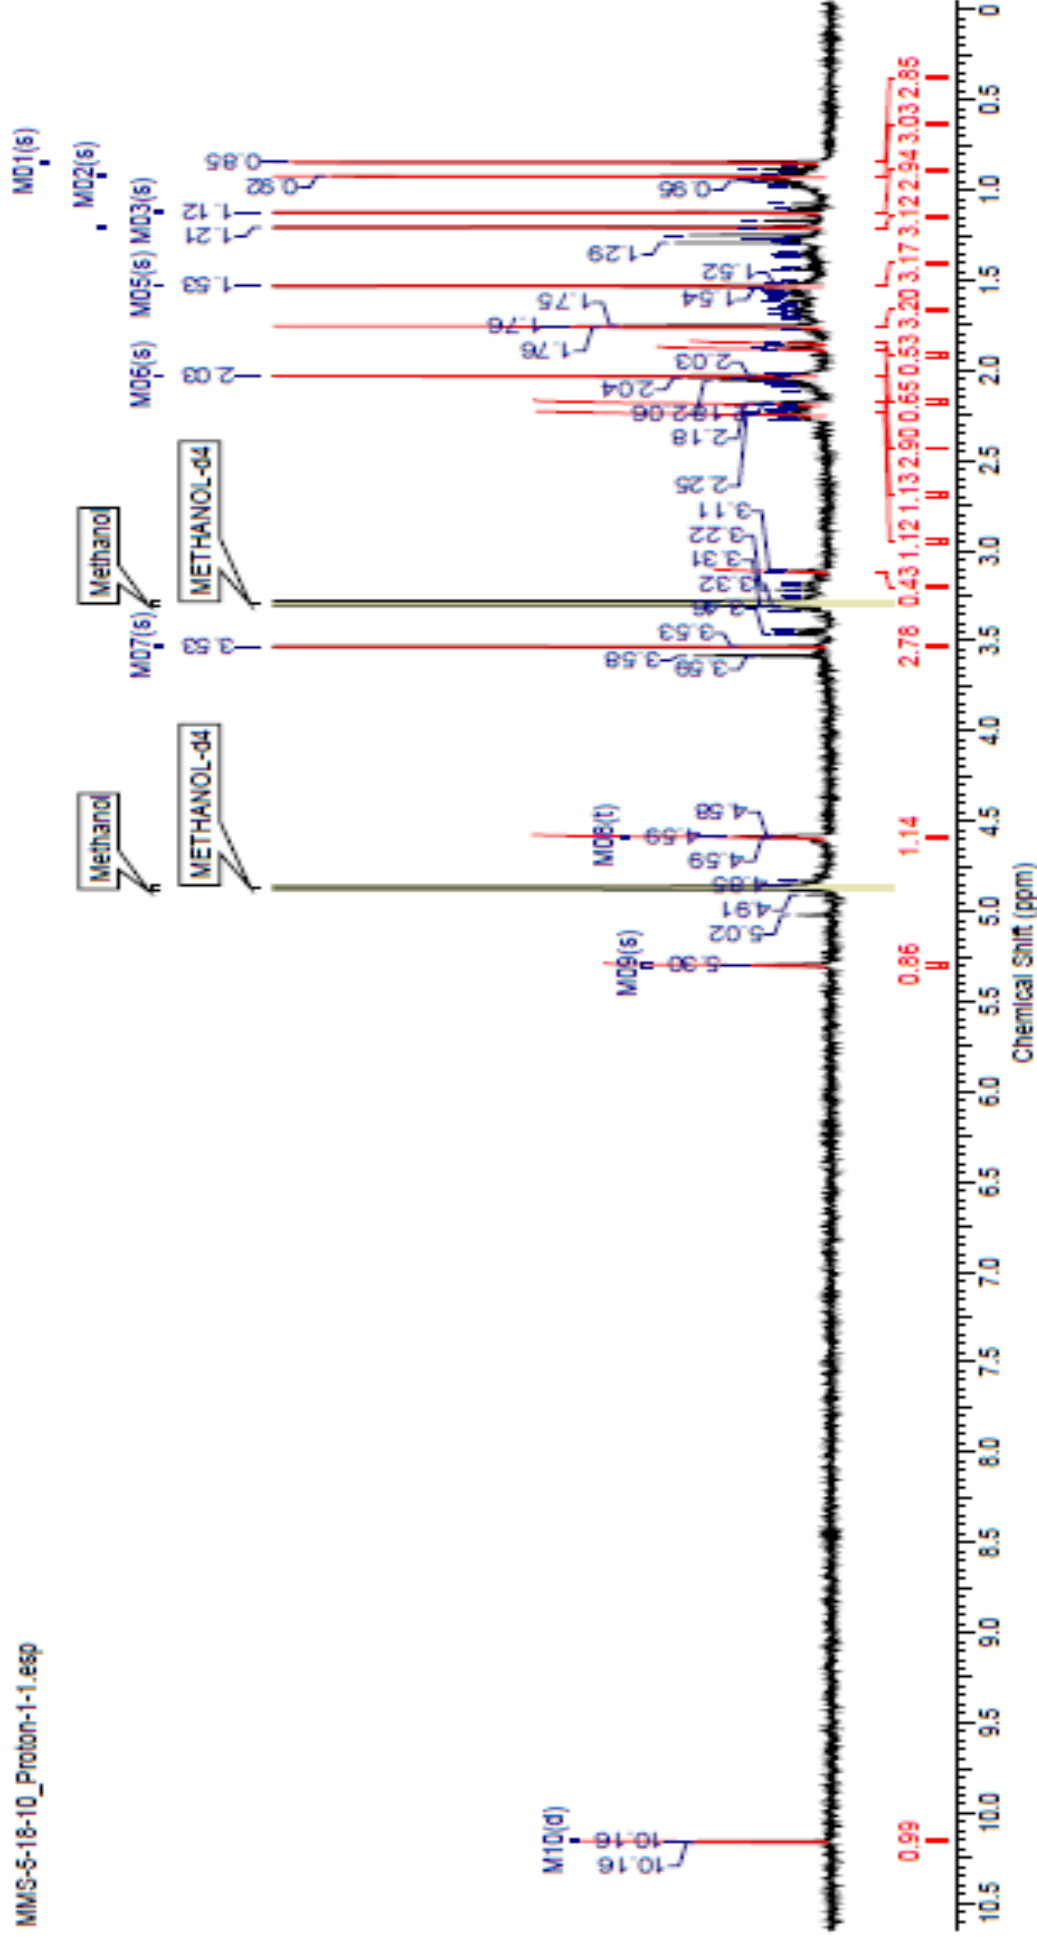 MMS-5-18-10_Proton-1-1.esp
M10(d)
10.16
10.16
M09(s)
5.30
Methanol
METHANOL-d4
5.02
4.91
4.85
M08(t)
4.59
4.59
4.58
Methanol
METHANOL-d4
M07(s)
3.53
3.59
3.58
3.53
3.46
3.32
3.31
3.22
3.11
M06(s)
2.03
2.25
2.18
2.18
2.06
2.04
2.03
M05(s)
1.53
1.76
1.76
1.75
1.54
1.52
1.29
M03(s)
1.21
1.12
M02(s)
0.92
0.95
M01(s)
0.85
0.99
0.86
1.14
2.78
0.43 1.12 1.13 2.90 0.65 0.53 3.20 3.17 3.12 2.94 3.03 2.85
10.5 10.0 9.5 9.0 8.5 8.0 7.5 7.0 6.5 6.0 5.5 5.0 4.5 4.0 3.5 3.0 2.5 2.0 1.5 1.0 0.5 0
Chemical Shift (ppm)